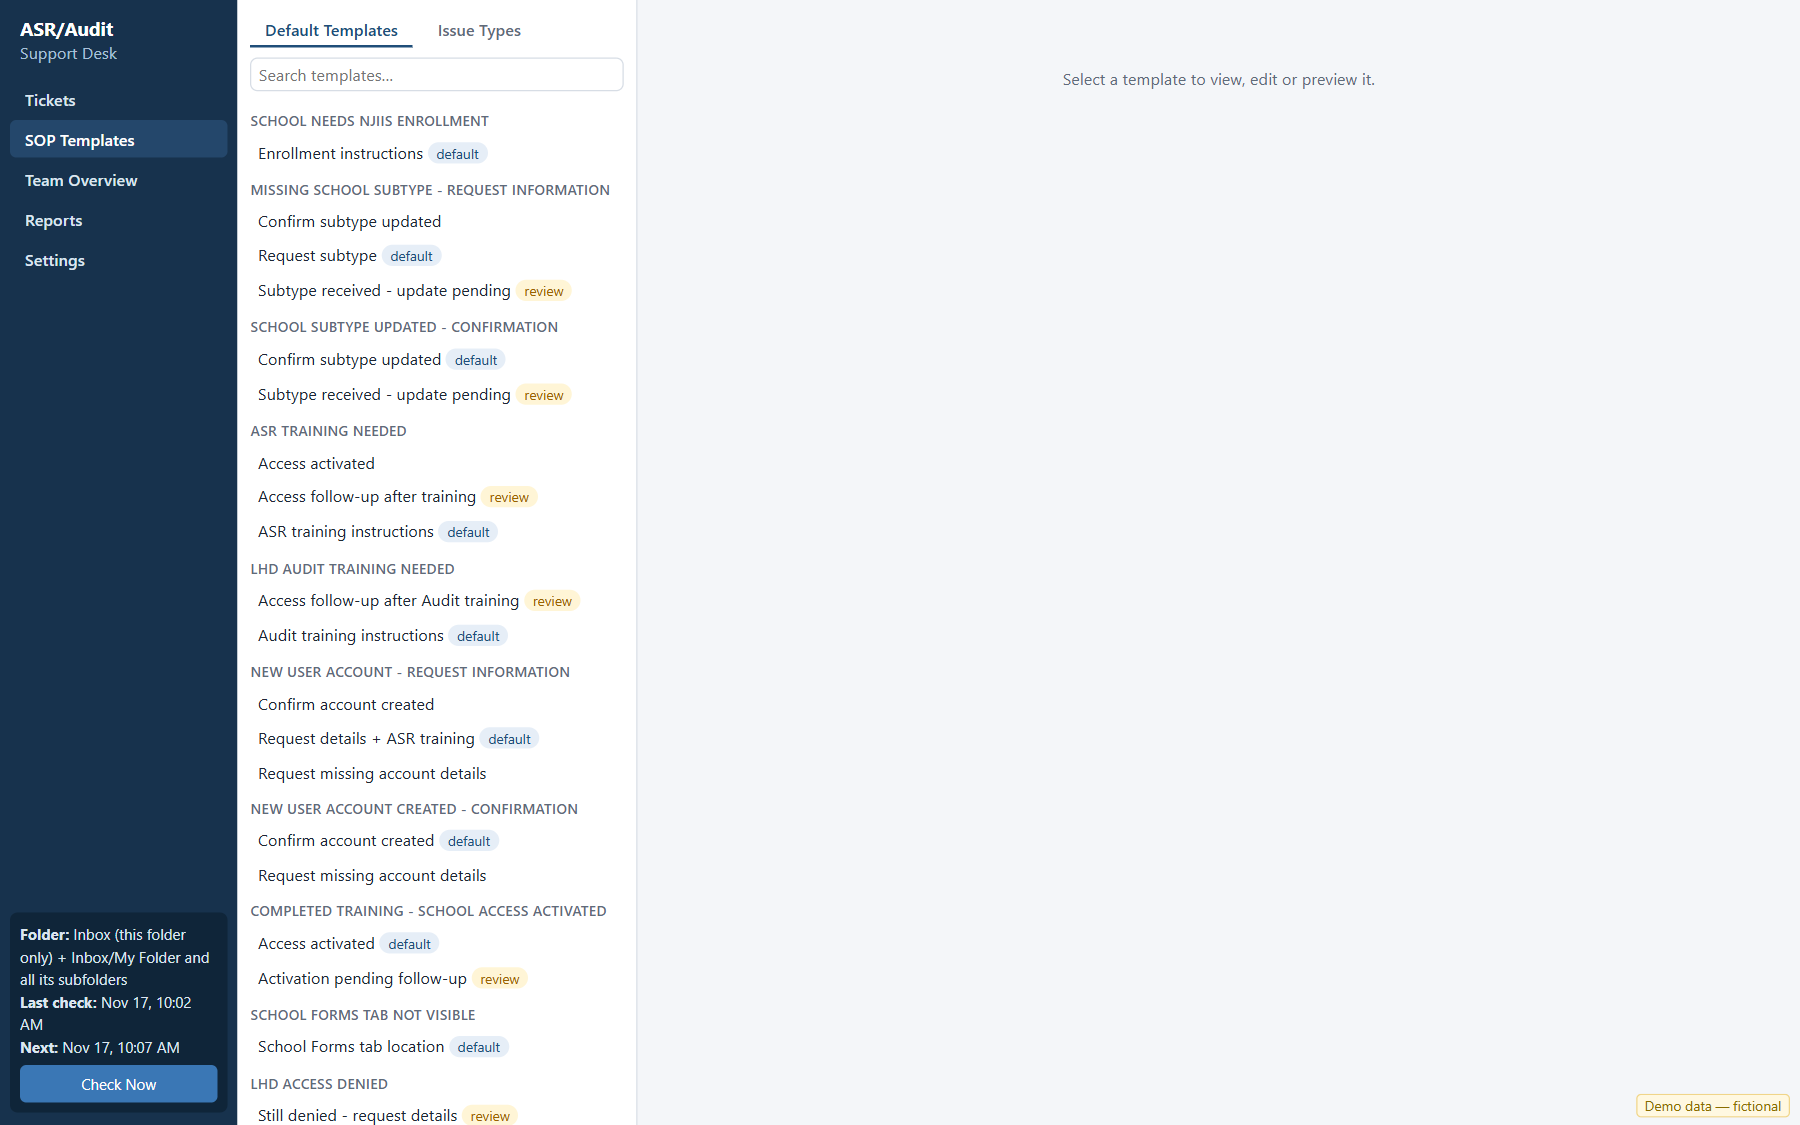 ASR/Audit
Support Desk
Tickets
SOP Templates
Team Overview
Reports
Settings
Folder: Inbox (this folder
only) + Inbox/My Folder and
all its subfolders
Last check: Nov 17, 10:02
AM
Next: Nov 17, 10:07 AM
Check Now
Default Templates
Issue Types
Search templates...
SCHOOL NEEDS NJIIS ENROLLMENT
Enrollment instructions default
MISSING SCHOOL SUBTYPE - REQUEST INFORMATION
Confirm subtype updated
Request subtype default
Subtype received - update pending review
SCHOOL SUBTYPE UPDATED - CONFIRMATION
Confirm subtype updated default
Subtype received - update pending review
ASR TRAINING NEEDED
Access activated
Access follow-up after training review
ASR training instructions default
LHD AUDIT TRAINING NEEDED
Access follow-up after Audit training review
Audit training instructions default
NEW USER ACCOUNT - REQUEST INFORMATION
Confirm account created
Request details + ASR training default
Request missing account details
NEW USER ACCOUNT CREATED - CONFIRMATION
Confirm account created default
Request missing account details
COMPLETED TRAINING - SCHOOL ACCESS ACTIVATED
Access activated default
Activation pending follow-up review
SCHOOL FORMS TAB NOT VISIBLE
School Forms tab location default
LHD ACCESS DENIED
Still denied - request details review
Select a template to view, edit or preview it.
Demo data — fictional